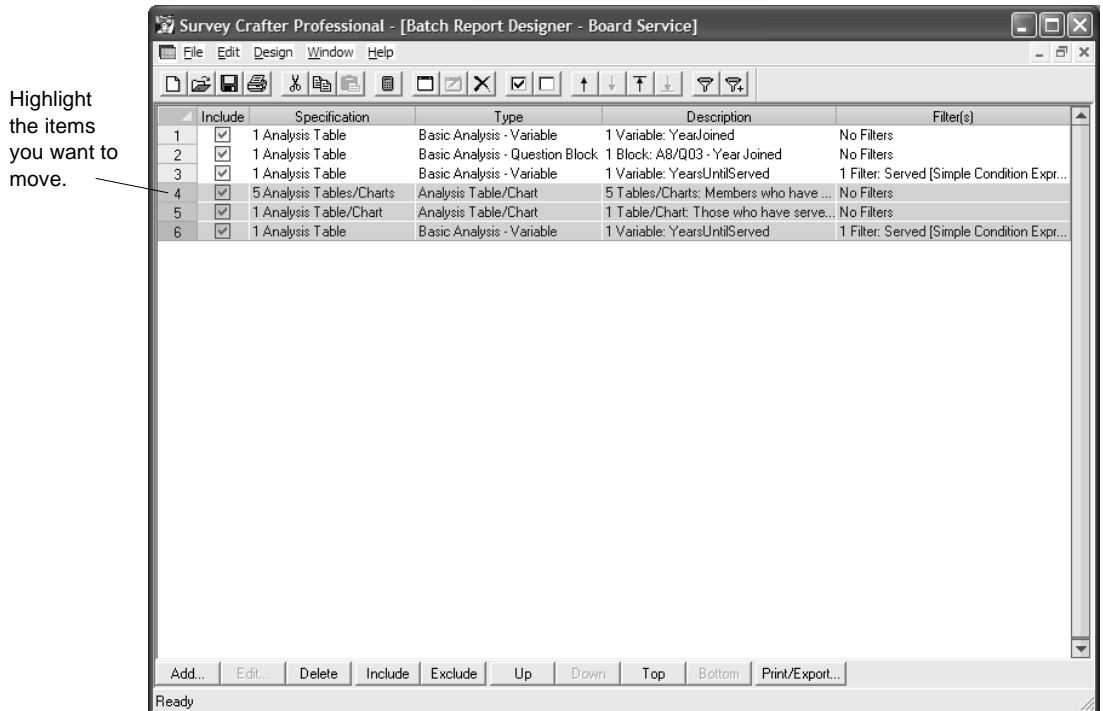 Survey Crafter Professional - [Batch Report Designer - Board Service]
File Edit Design Window Help
Highlight
the items
you want to
move.
Include Specification Type Description Filter(s)
1 1 Analysis Table Basic Analysis - Variable 1 Variable: YearJoined No Filters
2 1 Analysis Table Basic Analysis - Question Block 1 Block: A8/Q03 - Year Joined No Filters
3 1 Analysis Table Basic Analysis - Variable 1 Variable: YearsUntilServed 1 Filter: Served [Simple Condition Expr...
4 5 Analysis Tables/Charts Analysis Table/Chart 5 Tables/Charts: Members who have ... No Filters
5 1 Analysis Table/Chart Analysis Table/Chart 1 Table/Chart: Those who have serve... No Filters
6 1 Analysis Table Basic Analysis - Variable 1 Variable: YearsUntilServed 1 Filter: Served [Simple Condition Expr...
Add... Edit... Delete Include Exclude Up Down Top Bottom Print/Export...
Ready